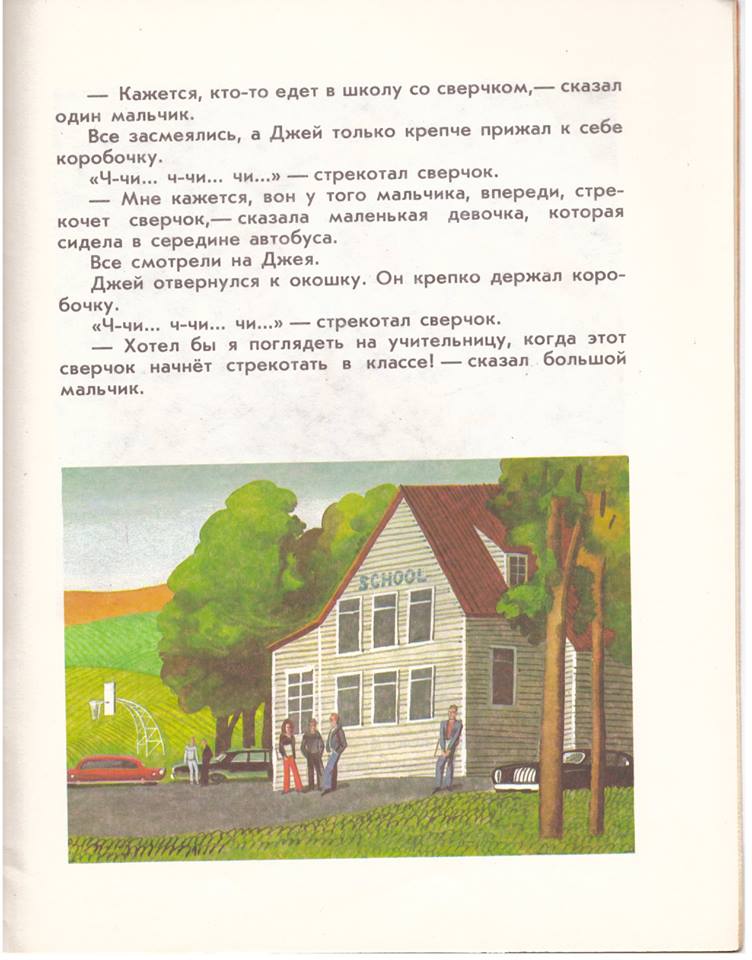 — Кажется, кто-то едет в школу со сверчком,— сказал
один мальчик.
Все засмеялись, а Джей только крепче прижал к себе
коробочку.
«Ч-чи... ч-чи... чи...» — стрекотал сверчок.
— Мне кажется, вон у того мальчика, впереди, стре-
кочет сверчок,— сказала маленькая девочка, которая
сидела в середине автобуса.
Все смотрели на Джея.
Джей отвернулся к окошку. Он крепко держал коро-
бочку.
«Ч-чи... ч-чи... чи...» — стрекотал сверчок.
— Хотел бы я поглядеть на учительницу, когда этот
сверчок начнёт стрекотать в классе! — сказал большой
мальчик.
SCHOOL